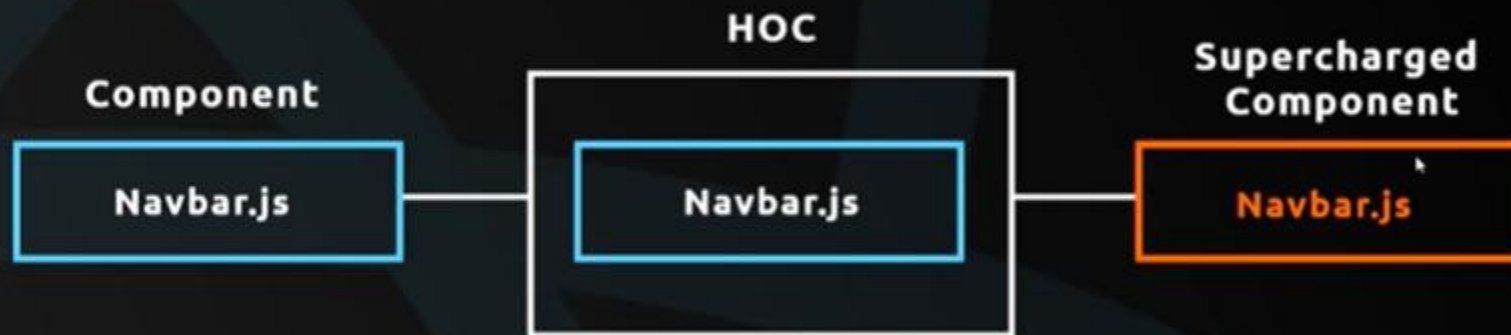 Component
Navbar.js
HOC
Navbar.js
Supercharged
Component
Navbar.js